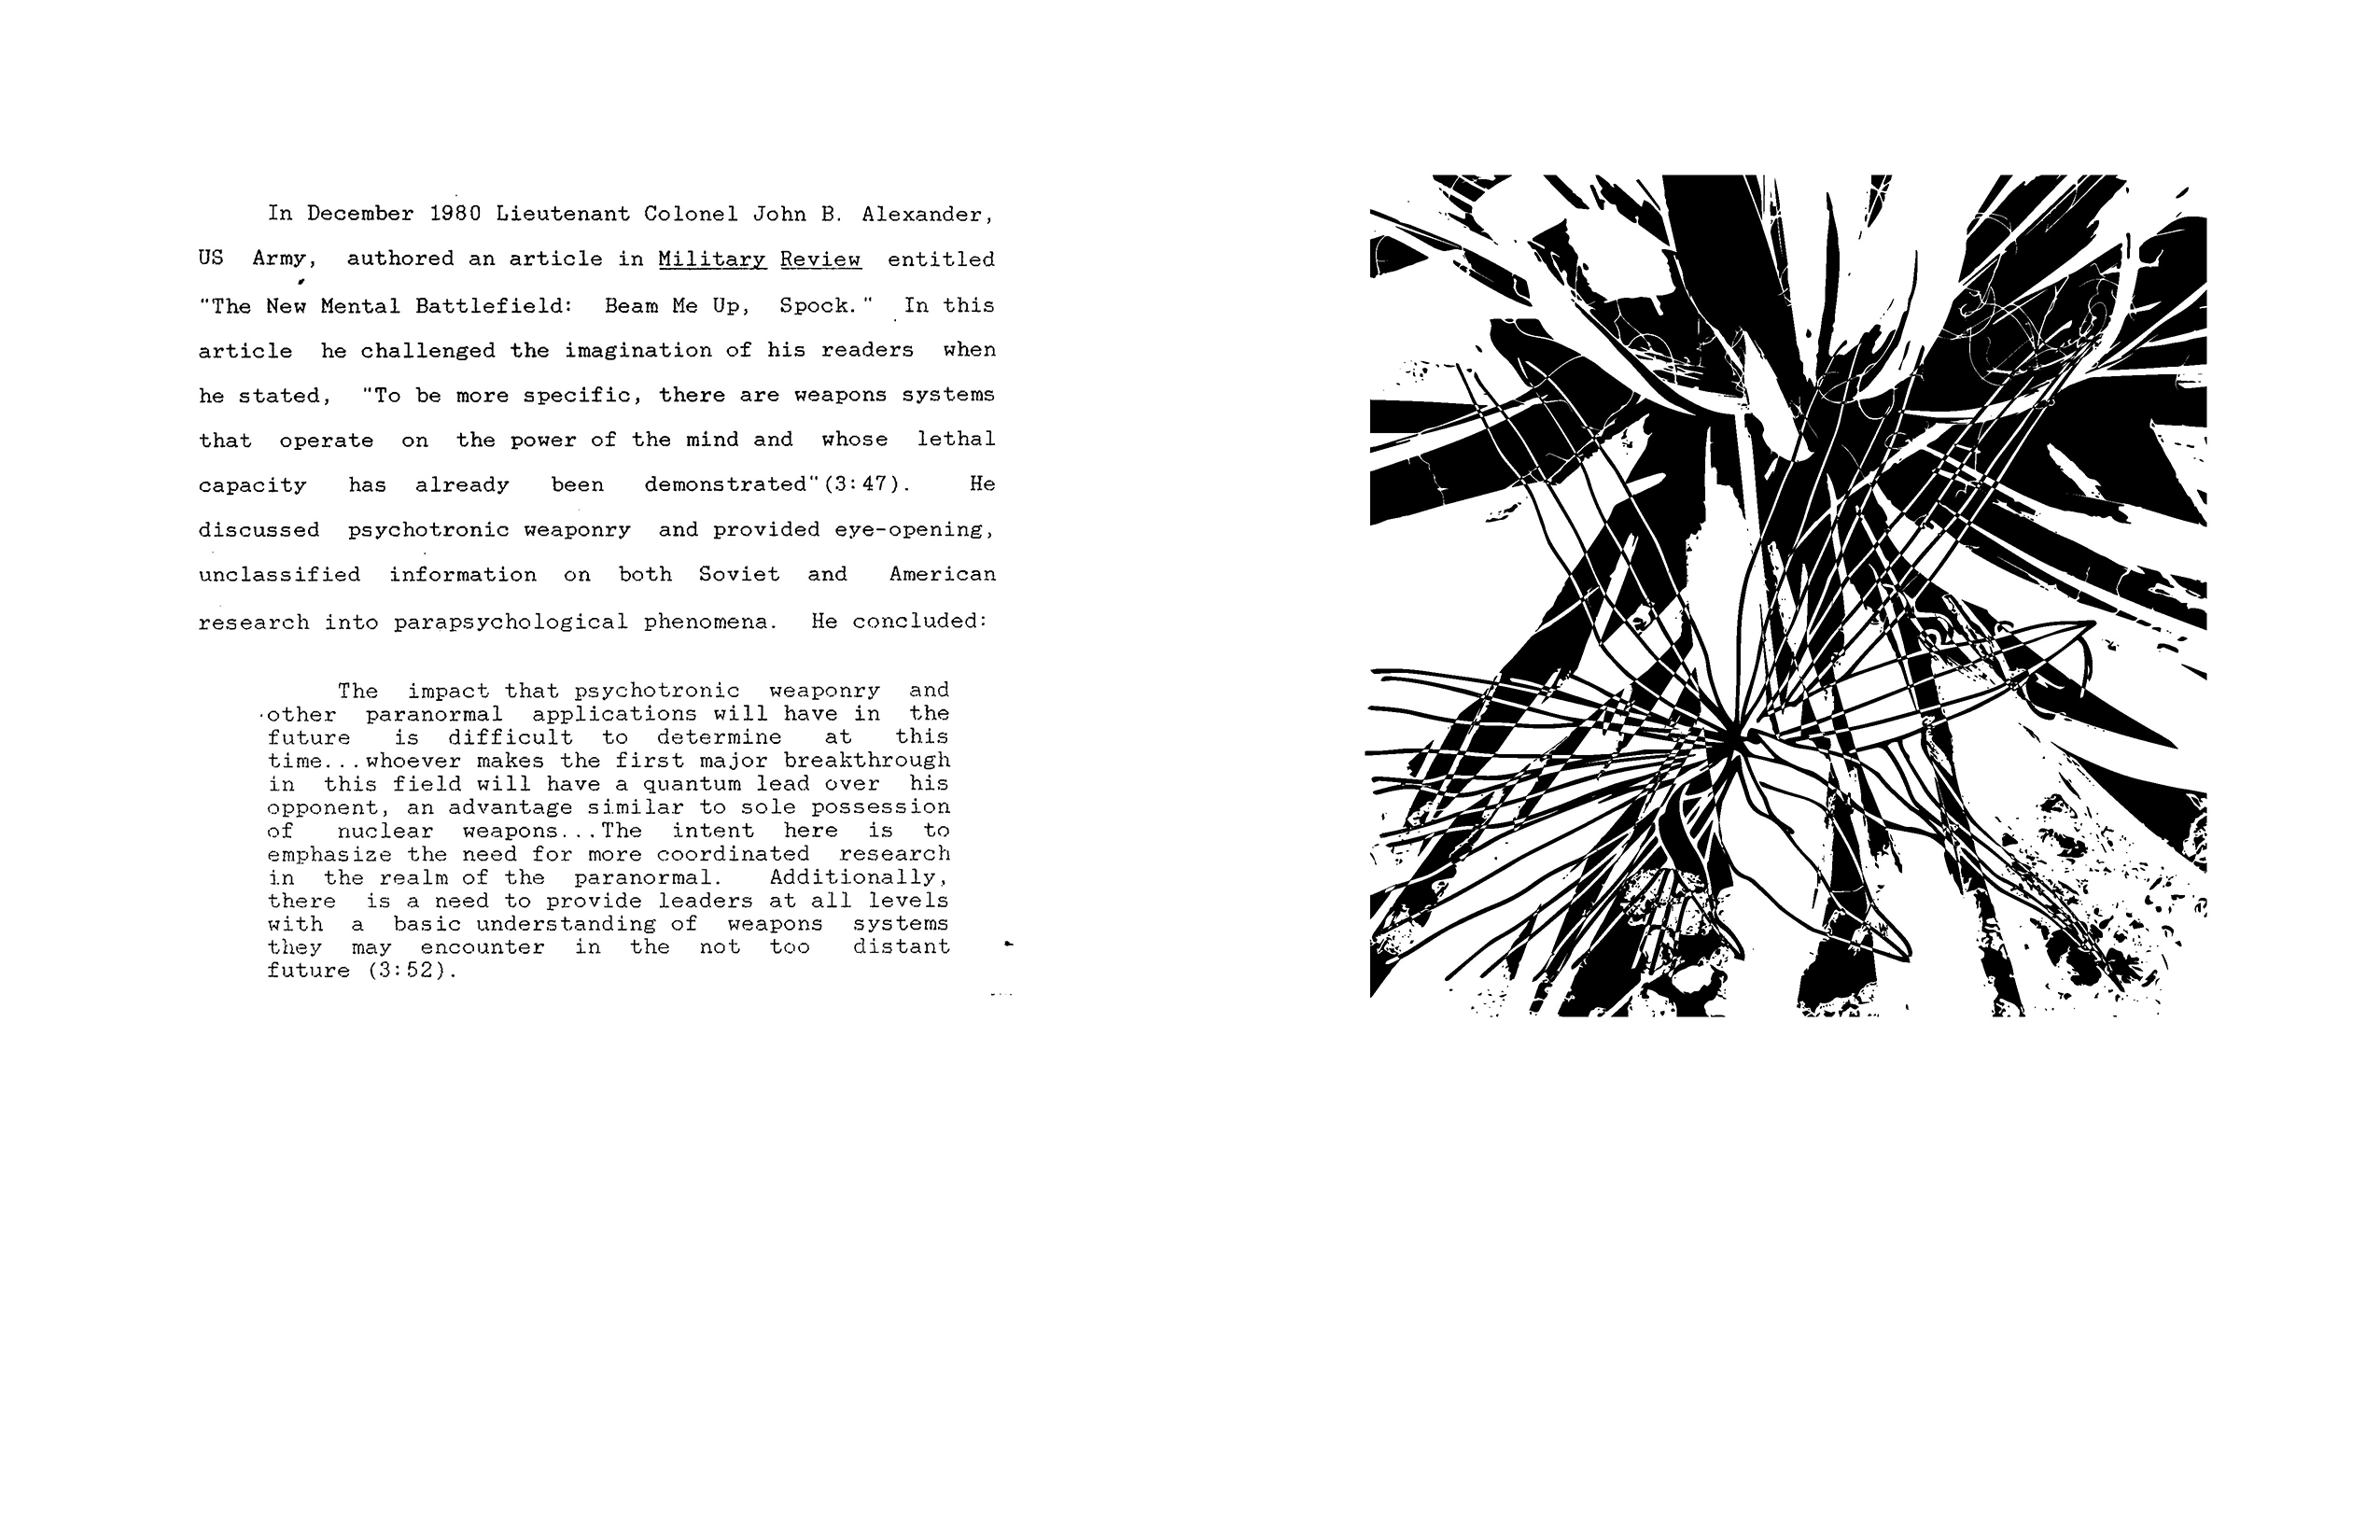 In December 1980 Lieutenant Colonel John B. Alexander,
US Army, authored an article in Military Review entitled
"The New Mental Battlefield: Beam Me Up, Spock." In this
article he challenged the imagination of his readers when
he stated, "To be more specific, there are weapons systems
that operate on the power of the mind and whose lethal
capacity has already been demonstrated"(3:47). He
discussed psychotronic weaponry and provided eye-opening,
unclassified information on both Soviet and American
research into parapsychological phenomena. He concluded:
The impact that psychotronic weaponry and
other paranormal applications will have in the
future is difficult to determine at this
time...whoever makes the first major breakthrough
in this field will have a quantum lead over his
opponent, an advantage similar to sole possession
of nuclear weapons...The intent here is to
emphasize the need for more coordinated research
in the realm of the paranormal. Additionally,
there is a need to provide leaders at all levels
with a basic understanding of weapons systems
they may encounter in the not too distant
future (3:52).